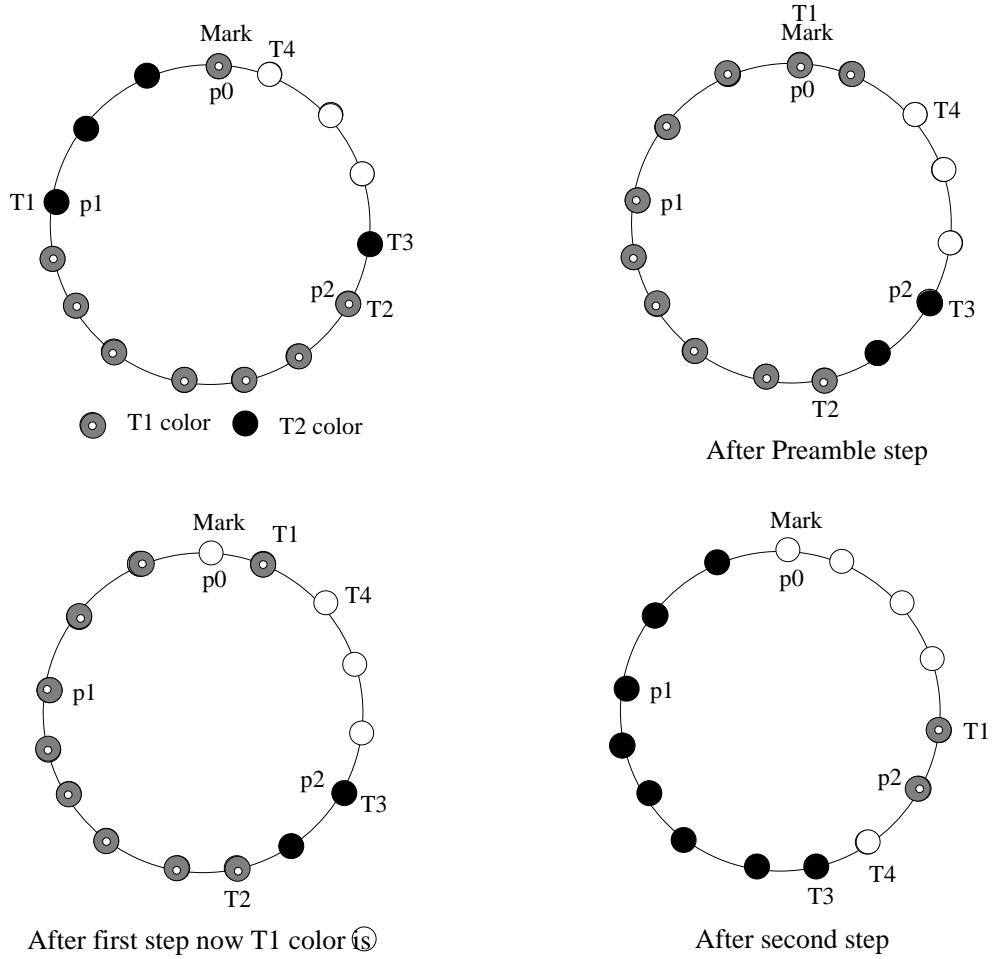 Mark
T4
p0
T1
p1
T3
p2
T2
T1 color
T2 color
T1
Mark
p0
T4
p1
p2
T3
T2
After Preamble step
Mark
T1
p0
T4
p1
p2
T3
T2
After first step now T1 color is
Mark
p0
p1
T1
p2
T4
T3
After second step